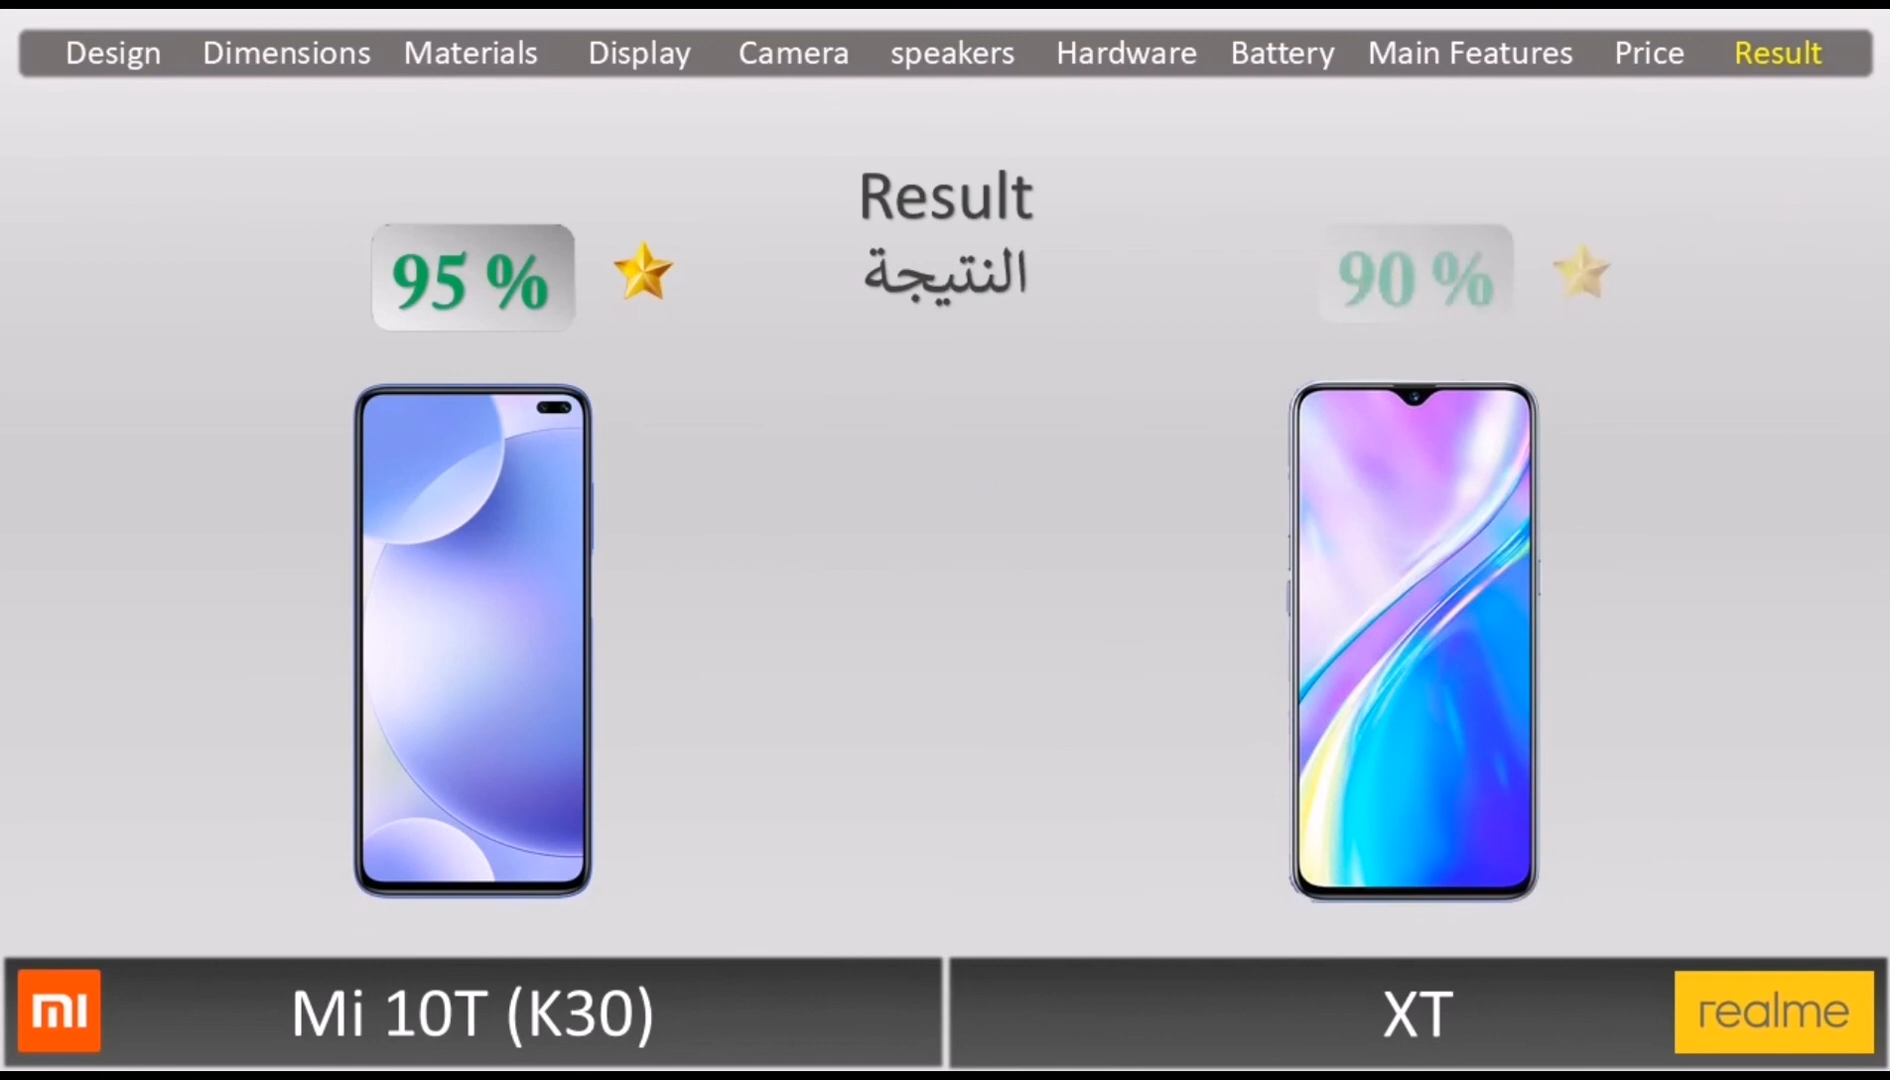 Design Dimensions Materials Display Camera speakers Hardware Battery Main Features Price Result
Result
النتيجة
95 %
90 %
mi
Mi 10T (K30)
XT
realme